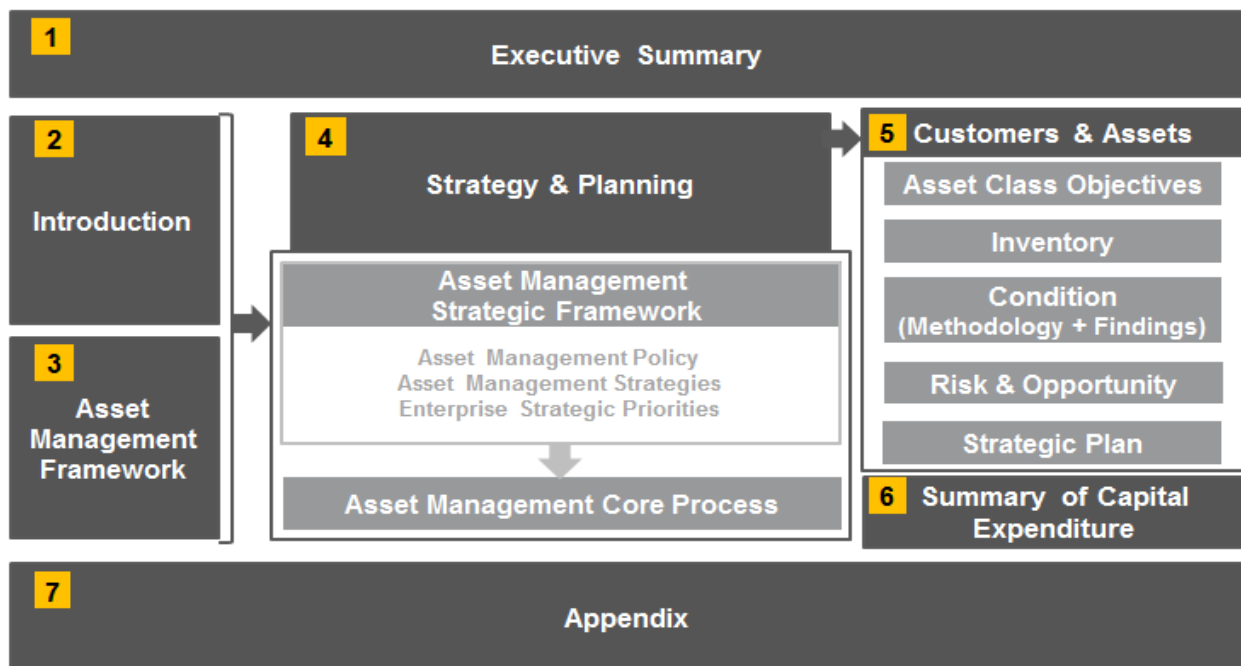 1
Executive Summary
2
Introduction
3
Asset
Management
Framework
4
Strategy & Planning
Asset Management
Strategic Framework
Asset Management Policy
Asset Management Strategies
Enterprise Strategic Priorities
Asset Management Core Process
5 Customers & Assets
Asset Class Objectives
Inventory
Condition
(Methodology + Findings)
Risk & Opportunity
Strategic Plan
6 Summary of Capital
Expenditure
7
Appendix